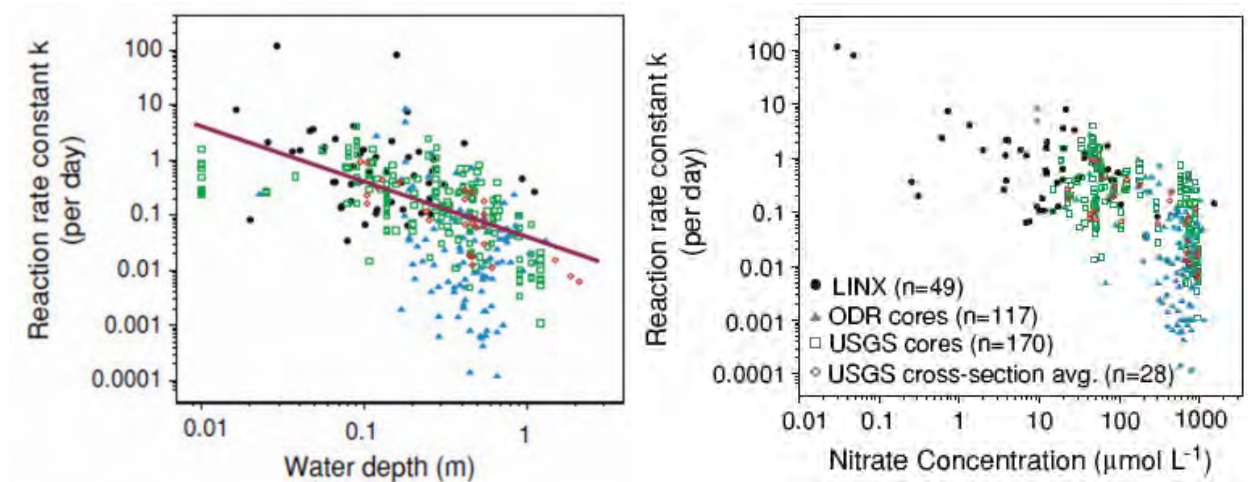 Reaction rate constant k
(per day)
100
10
1
0.1
0.01
0.001
0.0001
0.01
0.1
1
Water depth (m)
Reaction rate constant k
(per day)
100
10
1
0.1
0.01
0.001
0.0001
LINX (n=49)
ODR cores (n=117)
USGS cores (n=170)
USGS cross-section avg. (n=28)
0.01
0.1
1
10
100
1000
Nitrate Concentration (μmol L⁻¹)